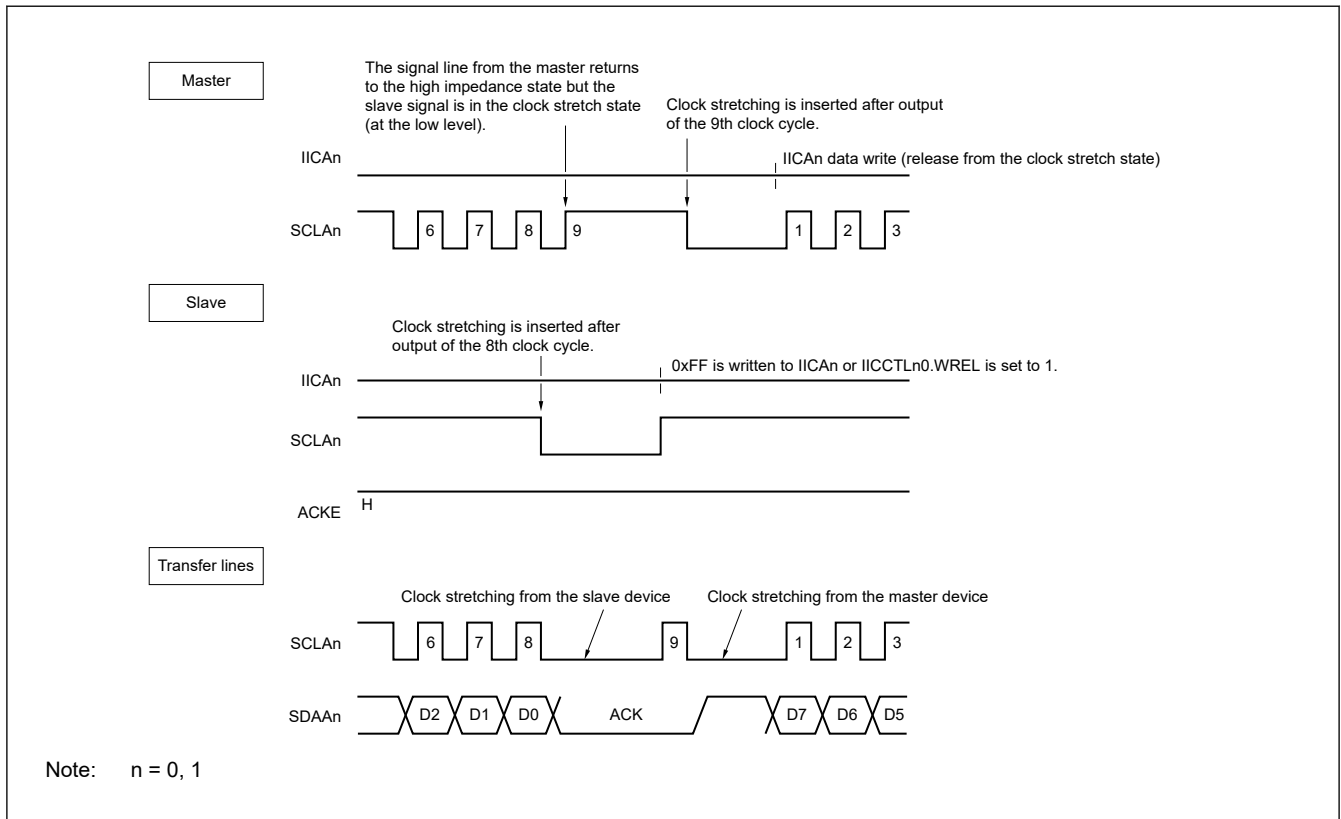 Master
The signal line from the master returns
to the high impedance state but the
slave signal is in the clock stretch state
(at the low level).
Clock stretching is inserted after output
of the 9th clock cycle.
IICAn
IICAn data write (release from the clock stretch state)
SCLAn
6 7 8 9 1 2 3
Slave
Clock stretching is inserted after
output of the 8th clock cycle.
0xFF is written to IICAn or IICCTLn0.WREL is set to 1.
IICAn
SCLAn
ACKE H
Transfer lines
Clock stretching from the slave device
Clock stretching from the master device
SCLAn
6 7 8 9 1 2 3
SDAAn
D2 D1 D0 ACK D7 D6 D5
Note: n = 0, 1